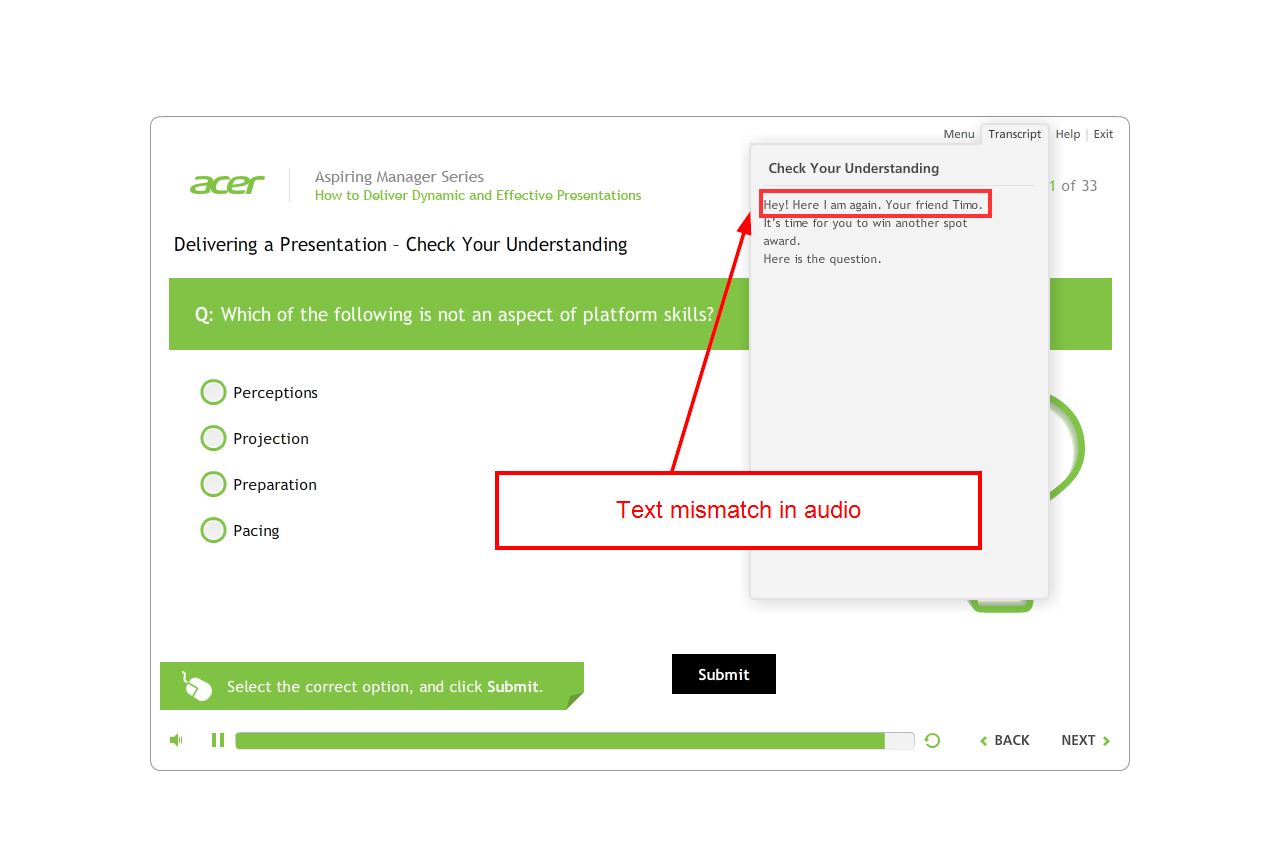 Menu Transcript Help | Exit
acer
Aspiring Manager Series
How to Deliver Dynamic and Effective Presentations
1 of 33
Delivering a Presentation – Check Your Understanding
Check Your Understanding
Hey! Here I am again. Your friend Timo.
It's time for you to win another spot
award.
Here is the question.
Q: Which of the following is not an aspect of platform skills?
Perceptions
Projection
Preparation
Pacing
Text mismatch in audio
Select the correct option, and click Submit.
Submit
BACK
NEXT